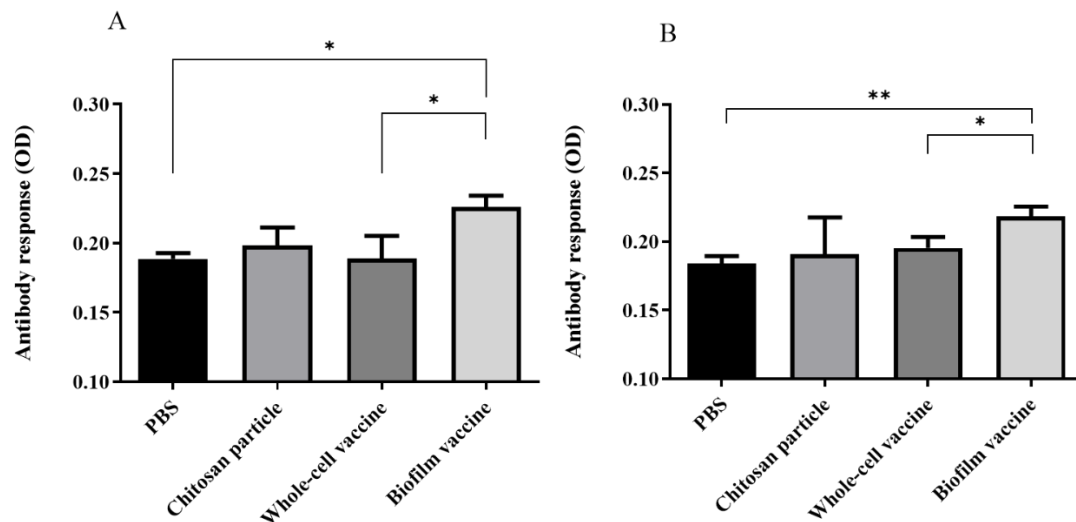 A
*
*
0.30
0.25
0.20
0.15
0.10
Antibody response (OD)
PBS
Chitosan particle
Whole-cell vaccine
Biofilm vaccine
B
**
*
0.30
0.25
0.20
0.15
0.10
Antibody response (OD)
PBS
Chitosan particle
Whole-cell vaccine
Biofilm vaccine